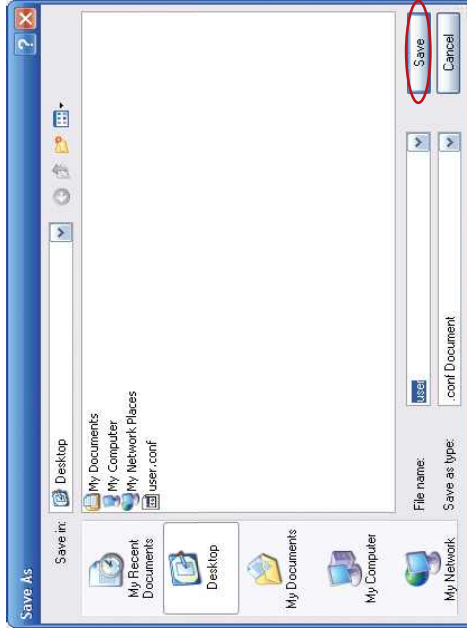 Save As
Save in:
Desktop
My Recent
Documents
Desktop
My Documents
My Computer
My Network
My Documents
My Computer
My Network Places
user.conf
File name:
user
Save
Save as type:
.conf Document
Cancel